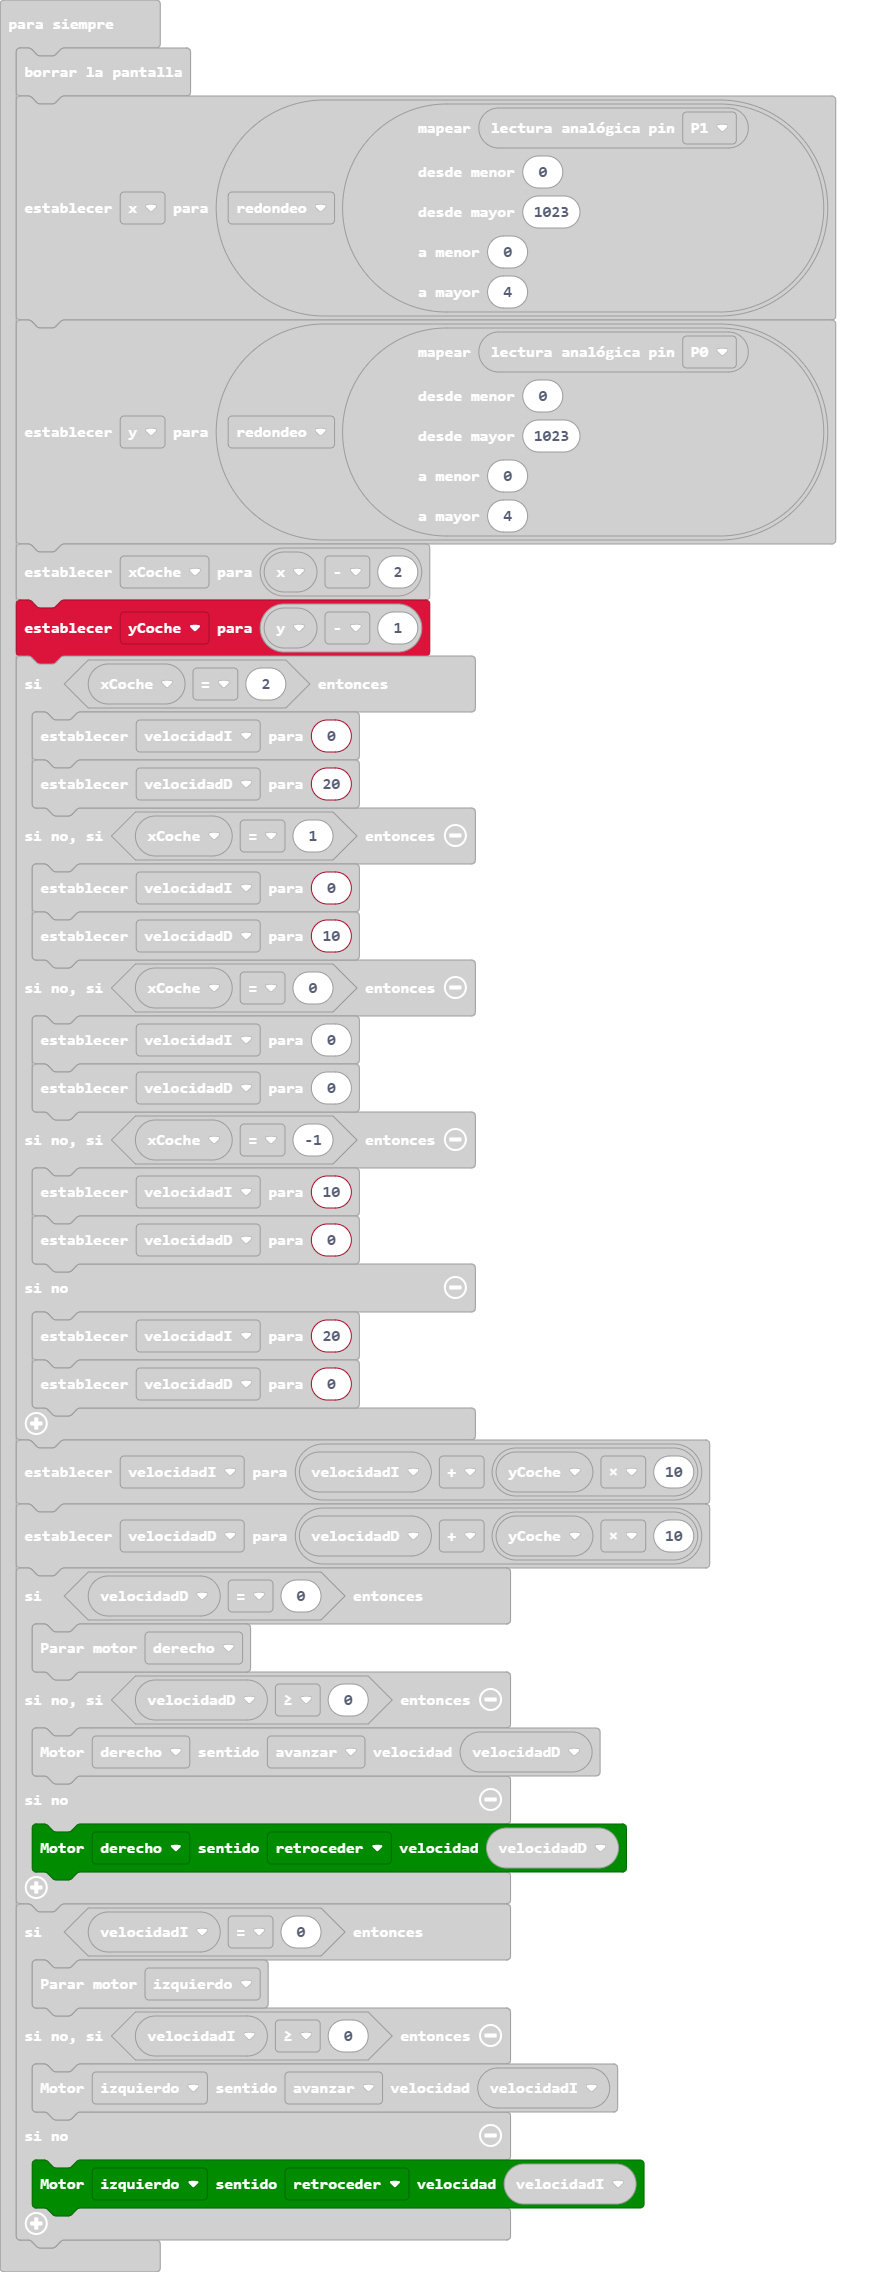 para siempre
borrar la pantalla
mapear lectura analógica pin P1
desde menor 0
establecer x para redondeo
desde mayor 1023
a menor 0
a mayor 4
mapear lectura analógica pin P0
desde menor 0
establecer y para redondeo
desde mayor 1023
a menor 0
a mayor 4
establecer xCoche para x - 2
establecer yCoche para y - 1
si xCoche = 2 entonces
establecer velocidadI para 0
establecer velocidadD para 20
si no, si xCoche = 1 entonces
establecer velocidadI para 0
establecer velocidadD para 10
si no, si xCoche = 0 entonces
establecer velocidadI para 0
establecer velocidadD para 0
si no, si xCoche = -1 entonces
establecer velocidadI para 10
establecer velocidadD para 0
si no
establecer velocidadI para 20
establecer velocidadD para 0
establecer velocidadI para velocidadI + yCoche × 10
establecer velocidadD para velocidadD + yCoche × 10
si velocidadD = 0 entonces
Parar motor derecho
si no, si velocidadD ≥ 0 entonces
Motor derecho sentido avanzar velocidad velocidadD
si no
Motor derecho sentido retroceder velocidad velocidadD
si velocidadI = 0 entonces
Parar motor izquierdo
si no, si velocidadI ≥ 0 entonces
Motor izquierdo sentido avanzar velocidad velocidadI
si no
Motor izquierdo sentido retroceder velocidad velocidadI